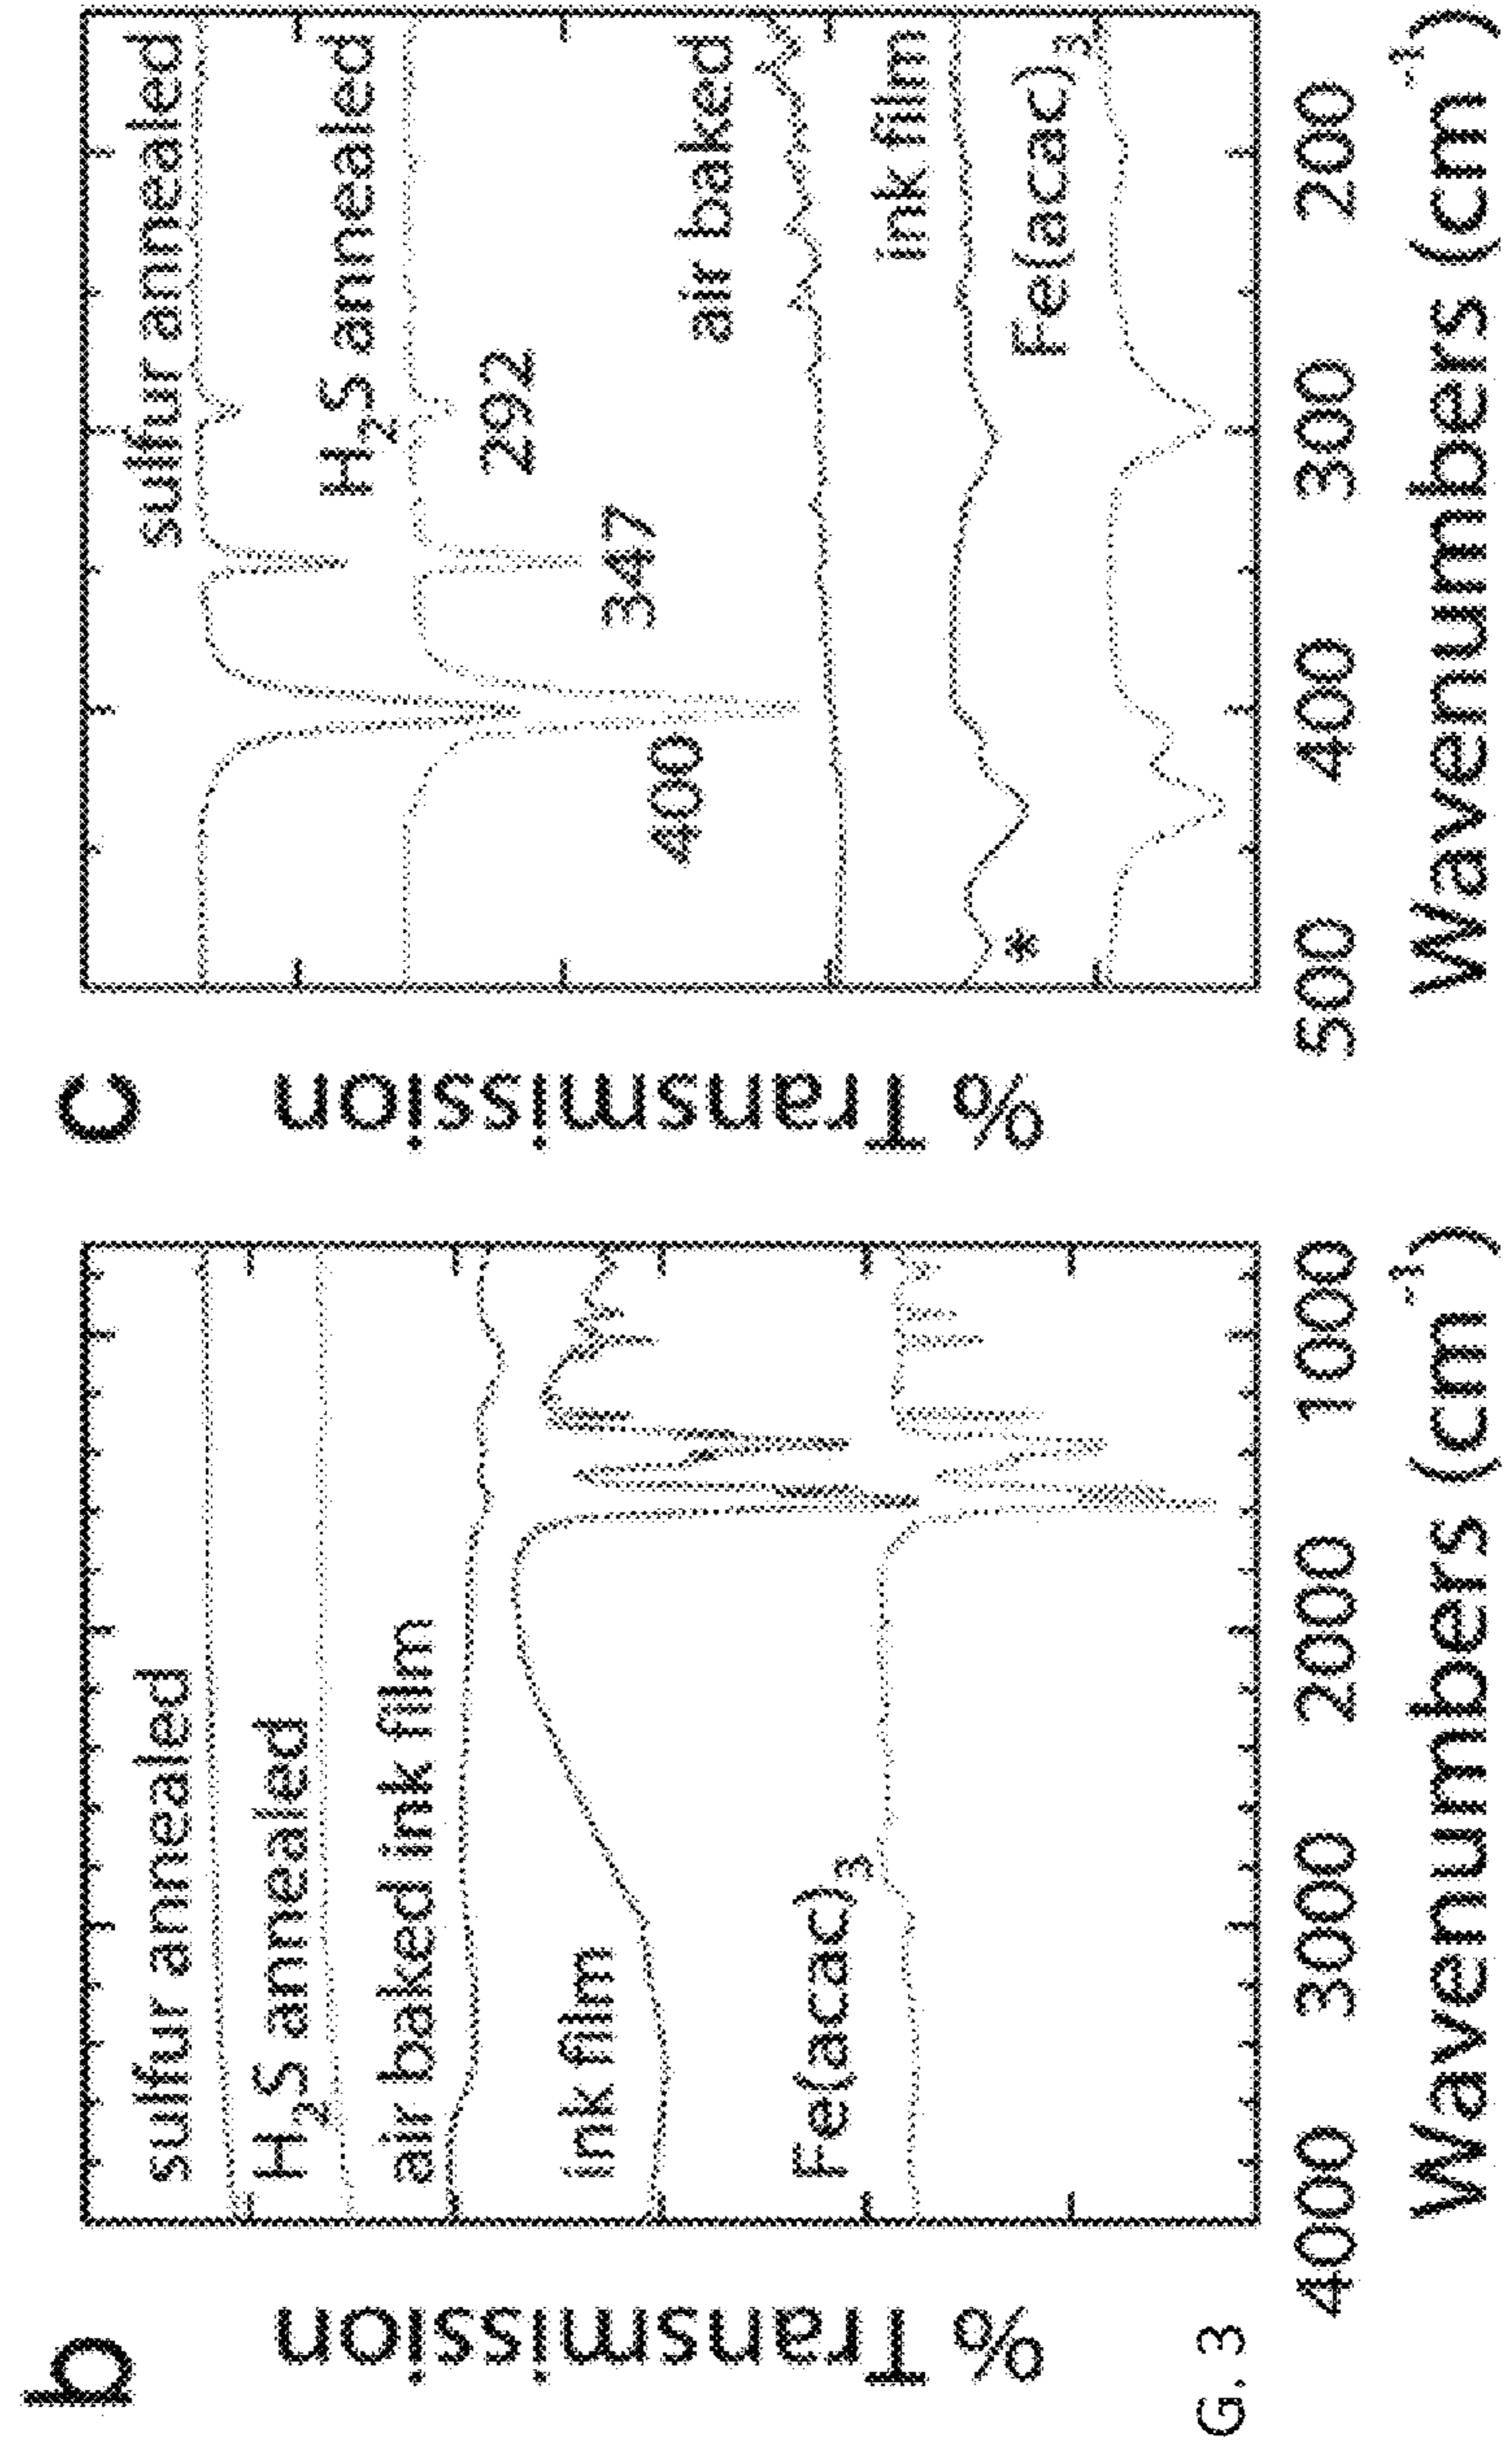 b
% Transmission
sulfur annealed
H2S annealed
air baked ink film
ink film
Fe(acac)3
4000 3000 2000 1000
Wavenumbers (cm-1)
c
% Transmission
sulfur annealed
H2S annealed
292
347
400
air baked
ink film
*
Fe(acac)3
500 400 300 200
Wavenumbers (cm-1)
G. 3